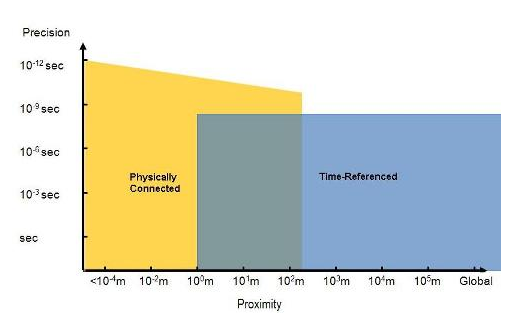 Precision
10⁻¹² sec
10⁻⁹ sec
10⁻⁶ sec
10⁻³ sec
sec
Physically
Connected
Time-Referenced
<10⁻⁴m 10⁻²m 10⁰m 10¹m 10²m 10³m 10⁴m 10⁵m Global
Proximity